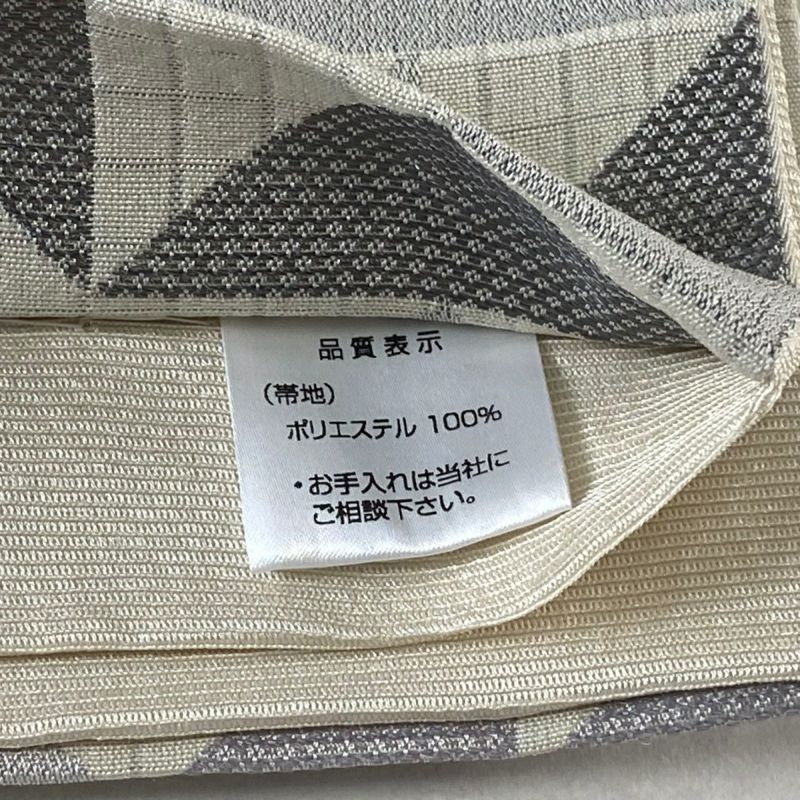 品質表示
（帯地）
ポリエステル 100%
・お手入れは当社に
ご相談下さい。